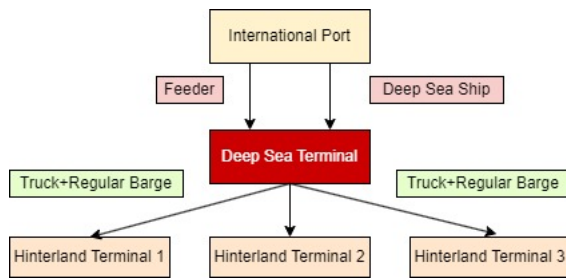 International Port
Feeder
Deep Sea Ship
Deep Sea Terminal
Truck+Regular Barge
Truck+Regular Barge
Hinterland Terminal 1
Hinterland Terminal 2
Hinterland Terminal 3